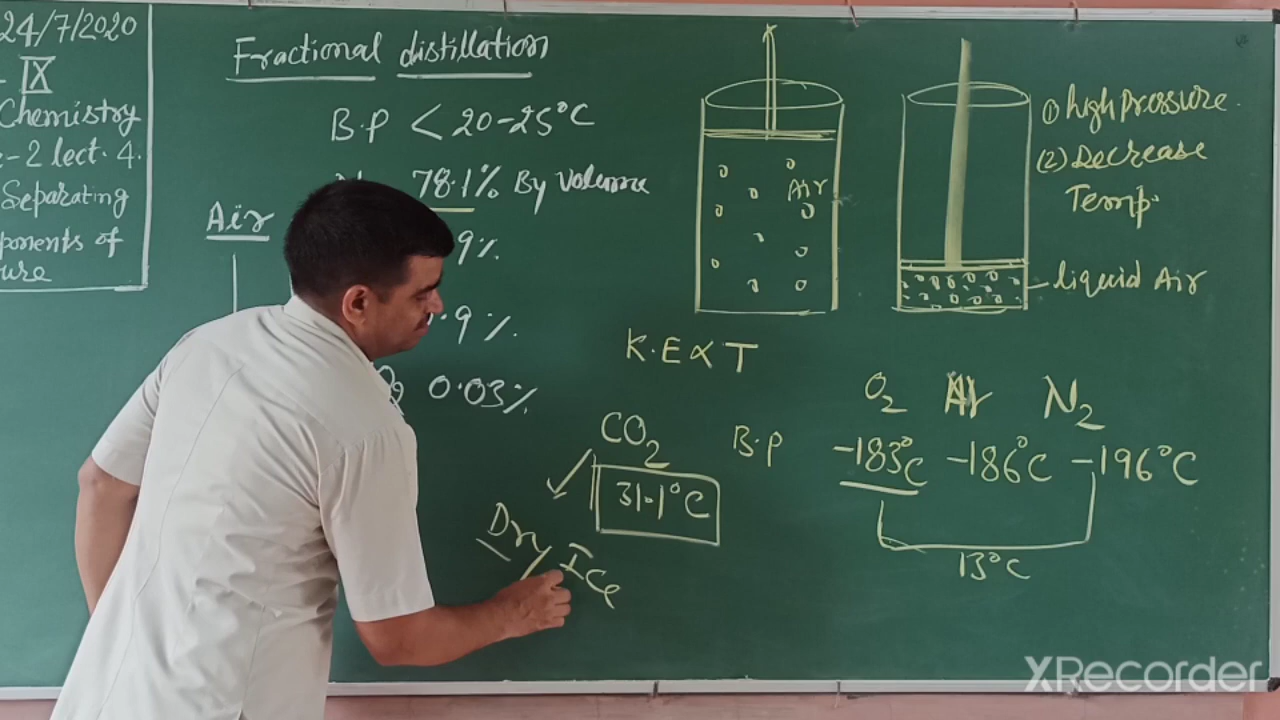 24/7/2020
- IX
Chemistry
-2 lect. 4.
Separating
ponents of
ure
Fractional distillation
B.P < 20-25°C
78.1% By Volume
Air
9%
.9%
0.03%
CO2
31.1°C
Dry Ice
Air
K.E ∝ T
① high pressure.
(2) Decrease
Temp.
liquid Air
O2 Ar N2
B.P -183°C -186°C -196°C
13°C
XRecorder